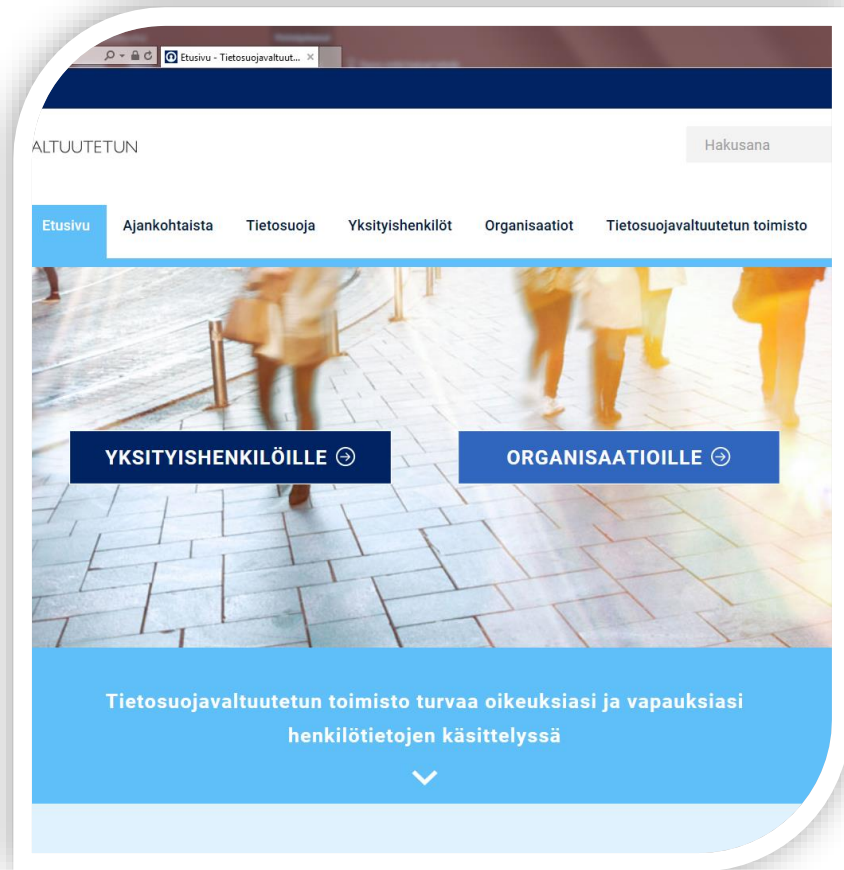 Etusivu - Tietosuojavaltuut...
ALTUUTETUN
Hakusana
Etusivu Ajankohtaista Tietosuoja Yksityishenkilöt Organisaatiot Tietosuojavaltuutetun toimisto
YKSITYISHENKILÖILLE ORGANISAATIOILLE
Tietosuojavaltuutetun toimisto turvaa oikeuksiasi ja vapauksiasi
henkilötietojen käsittelyssä